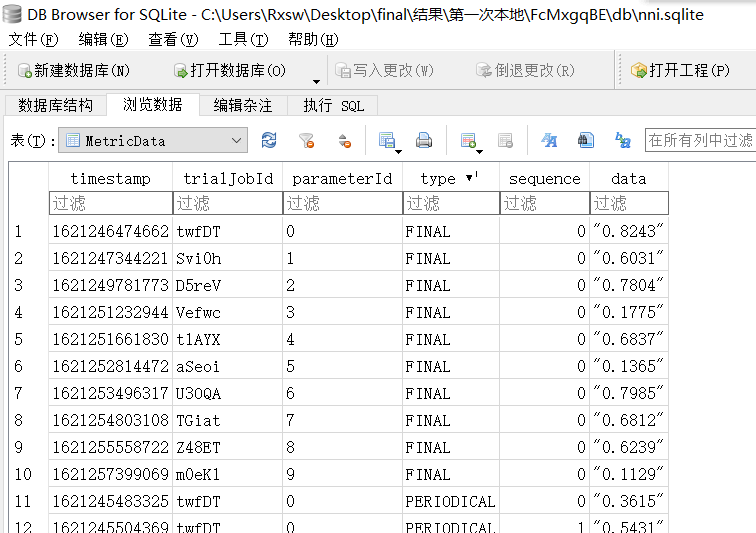 DB Browser for SQLite - C:\Users\Rxsw\Desktop\final\结果\第一次本地\FcMxgqBE\db\nni.sqlite
文件(F) 编辑(E) 查看(V) 工具(T) 帮助(H)
新建数据库(N) 打开数据库(O) 写入更改(W) 倒退更改(R) 打开工程(P)
数据库结构 浏览数据 编辑杂注 执行 SQL
表(T): MetricData 在所有列中过滤
timestamp trialJobId parameterId type sequence data
过滤 过滤 过滤 过滤 过滤 过滤
1 1621246474662 twfDT 0 FINAL 0 "0.8243"
2 1621247344221 Svi0h 1 FINAL 0 "0.6031"
3 1621249781773 D5reV 2 FINAL 0 "0.7804"
4 1621251232944 Vefwc 3 FINAL 0 "0.1775"
5 1621251661830 t1AYX 4 FINAL 0 "0.6837"
6 1621252814472 aSeoi 5 FINAL 0 "0.1365"
7 1621253496317 U3OQA 6 FINAL 0 "0.7985"
8 1621254803108 TGiat 7 FINAL 0 "0.6812"
9 1621255558722 Z48ET 8 FINAL 0 "0.6239"
10 1621257399069 m0eK1 9 FINAL 0 "0.1129"
11 1621245483325 twfDT 0 PERIODICAL 0 "0.3615"
12 1621245504369 twfDT 0 PERIODICAL 1 "0.5431"